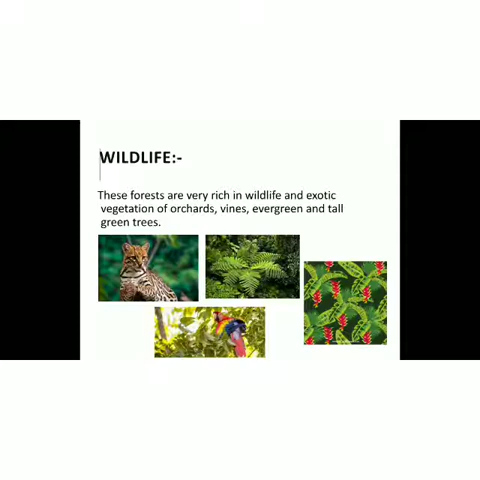 WILDLIFE:-
These forests are very rich in wildlife and exotic
vegetation of orchards, vines, evergreen and tall
green trees.